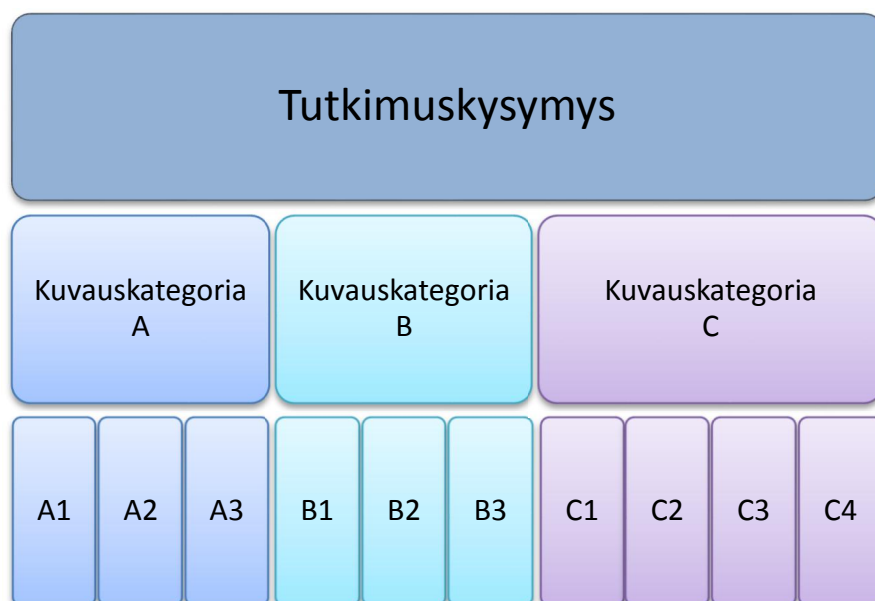 Tutkimuskysymys
Kuvauskategoria
A
Kuvauskategoria
B
Kuvauskategoria
C
A1
A2
A3
B1
B2
B3
C1
C2
C3
C4